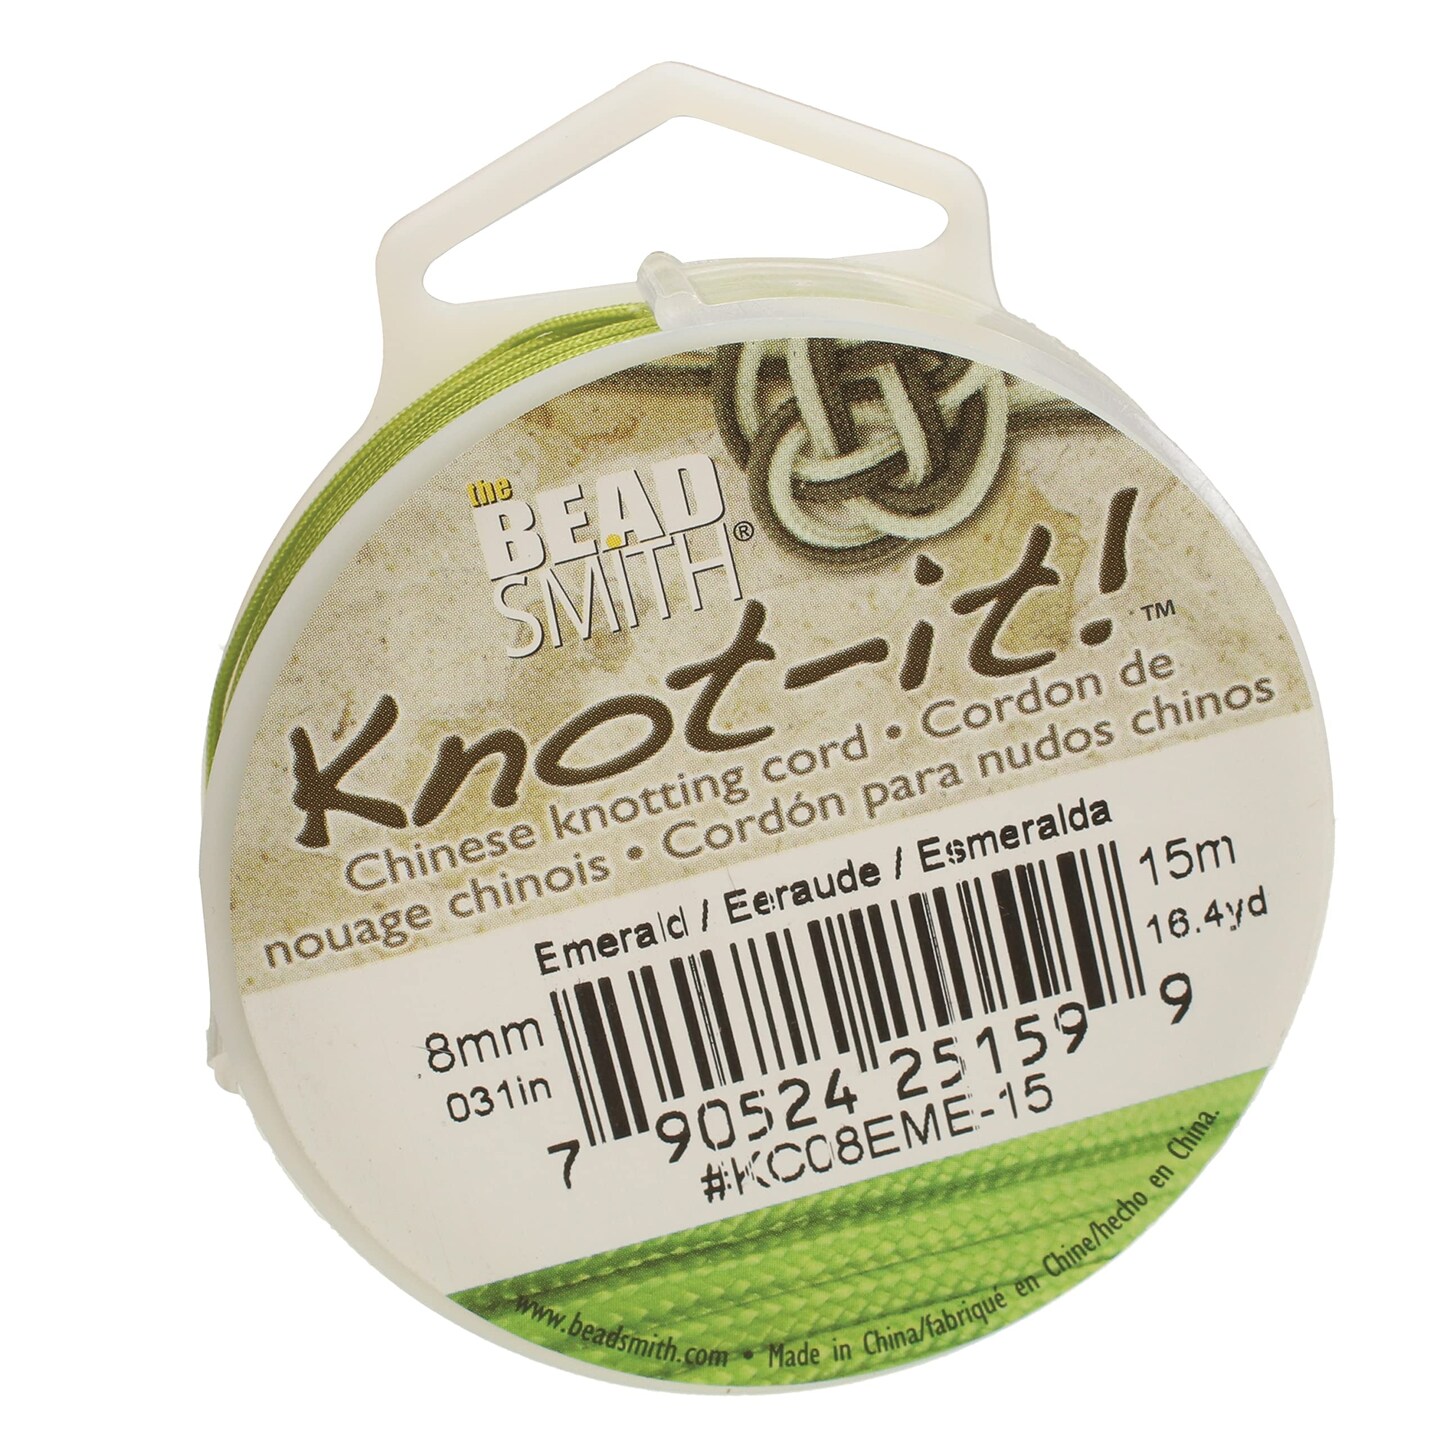 the
BEAD
SMITH®
Knot-it!™
Chinese knotting cord • Cordon de
nouage chinois • Cordón para nudos chinos
Emerald / Eeraude / Esmeralda
.8mm
031in
15m
16.4yd
7 90524 25159 9
#KC08EME-15
www.beadsmith.com • Made in China/fabriqué en Chine/hecho en China.